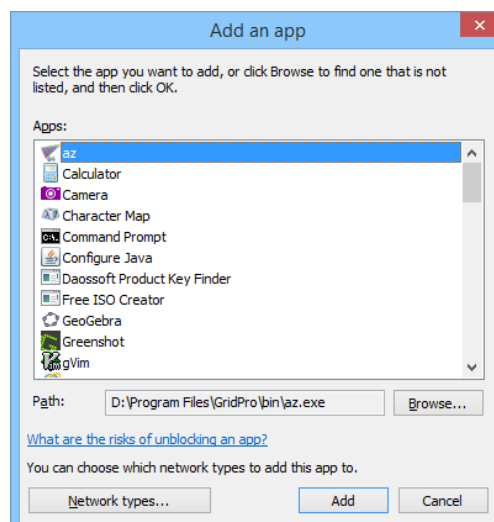 Add an app
Select the app you want to add, or click Browse to find one that is not
listed, and then click OK.
Apps:
az
Calculator
Camera
Character Map
Command Prompt
Configure Java
Daossoft Product Key Finder
Free ISO Creator
GeoGebra
Greenshot
gVim
Path:
D:\Program Files\GridPro\bin\az.exe
Browse...
What are the risks of unblocking an app?
You can choose which network types to add this app to.
Network types...
Add
Cancel